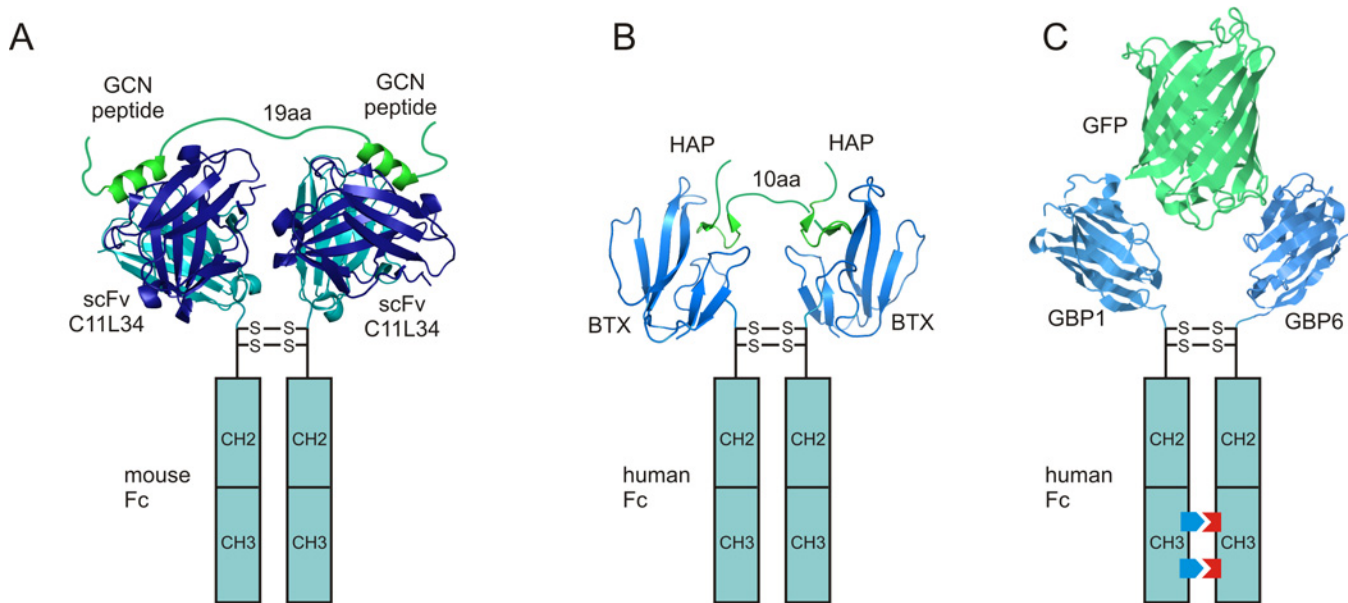 A
GCN
peptide
19aa
GCN
peptide
scFv
C11L34
scFv
C11L34
S
S
S
S
CH2
CH2
mouse
Fc
CH3
CH3
B
HAP
HAP
10aa
BTX
BTX
S
S
S
S
CH2
CH2
human
Fc
CH3
CH3
C
GFP
GBP1
GBP6
S
S
S
S
CH2
CH2
human
Fc
CH3
CH3